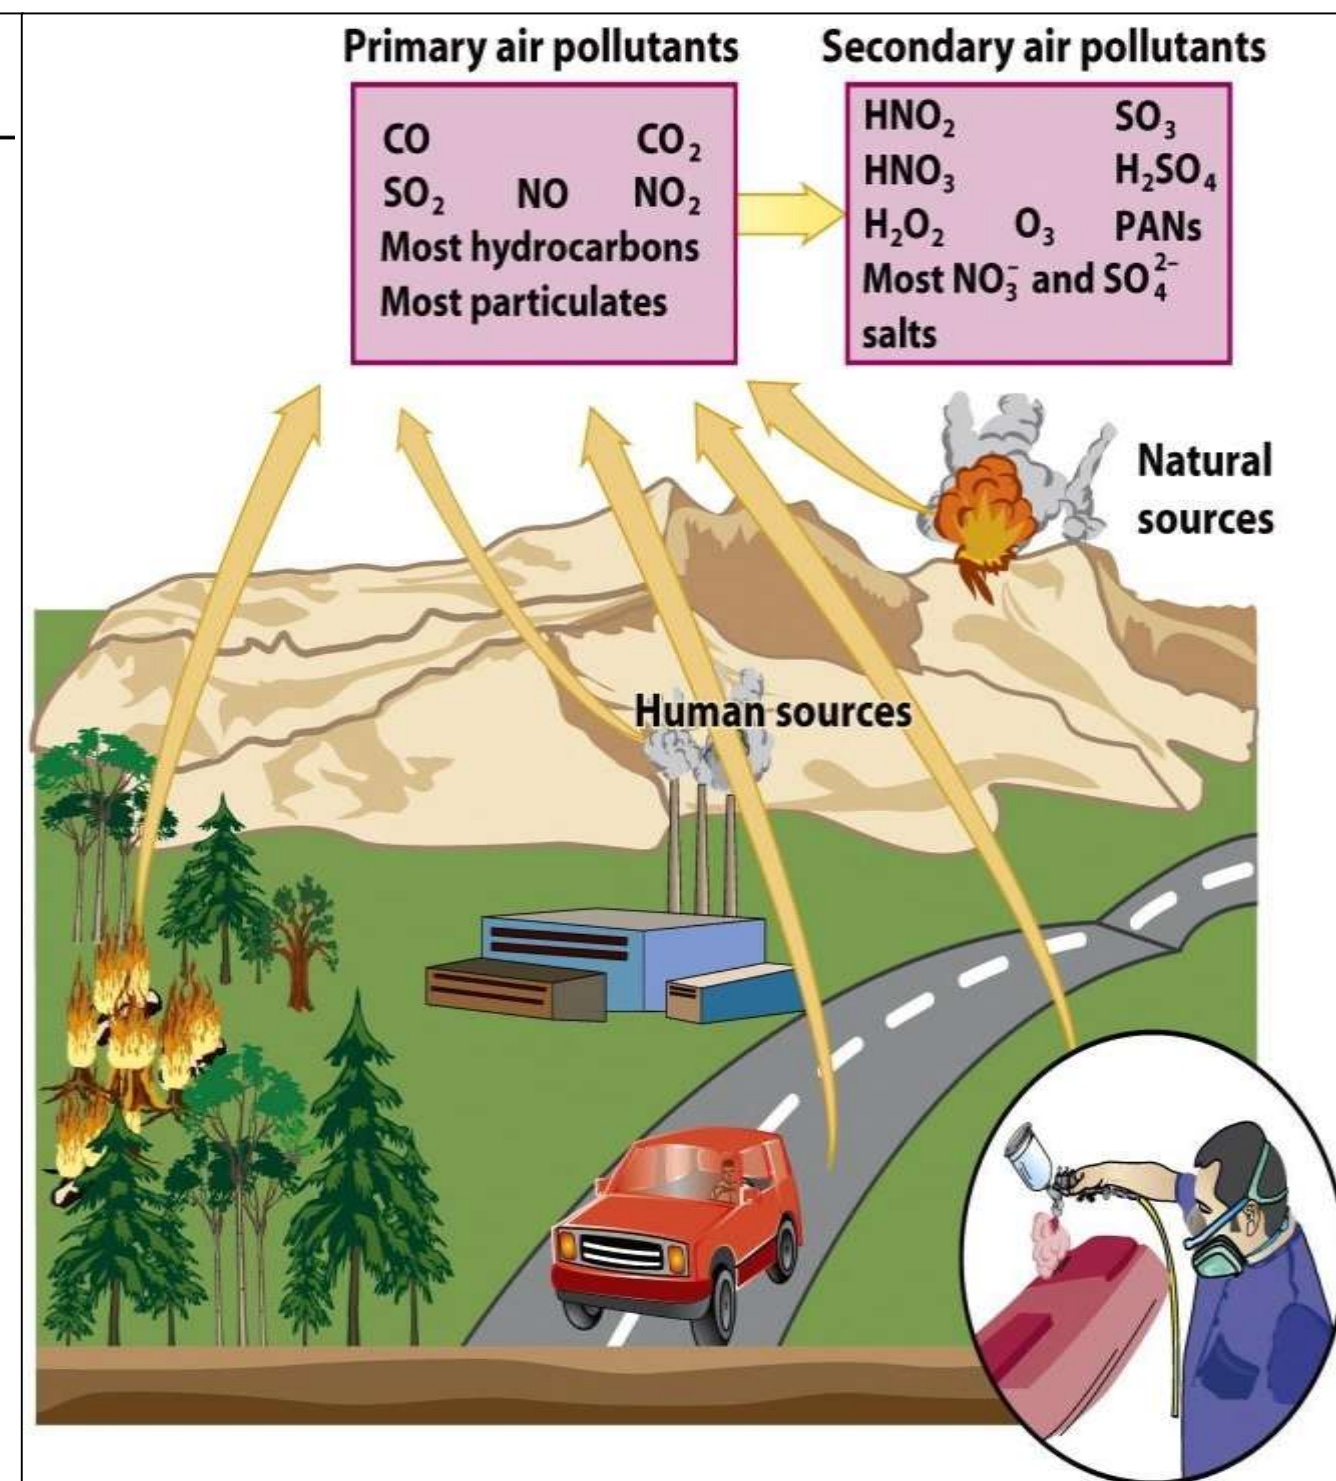 Primary air pollutants
CO CO₂
SO₂ NO NO₂
Most hydrocarbons
Most particulates
Secondary air pollutants
HNO₂ SO₃
HNO₃ H₂SO₄
H₂O₂ O₃ PANs
Most NO₃⁻ and SO₄²⁻
salts
Natural
sources
Human sources